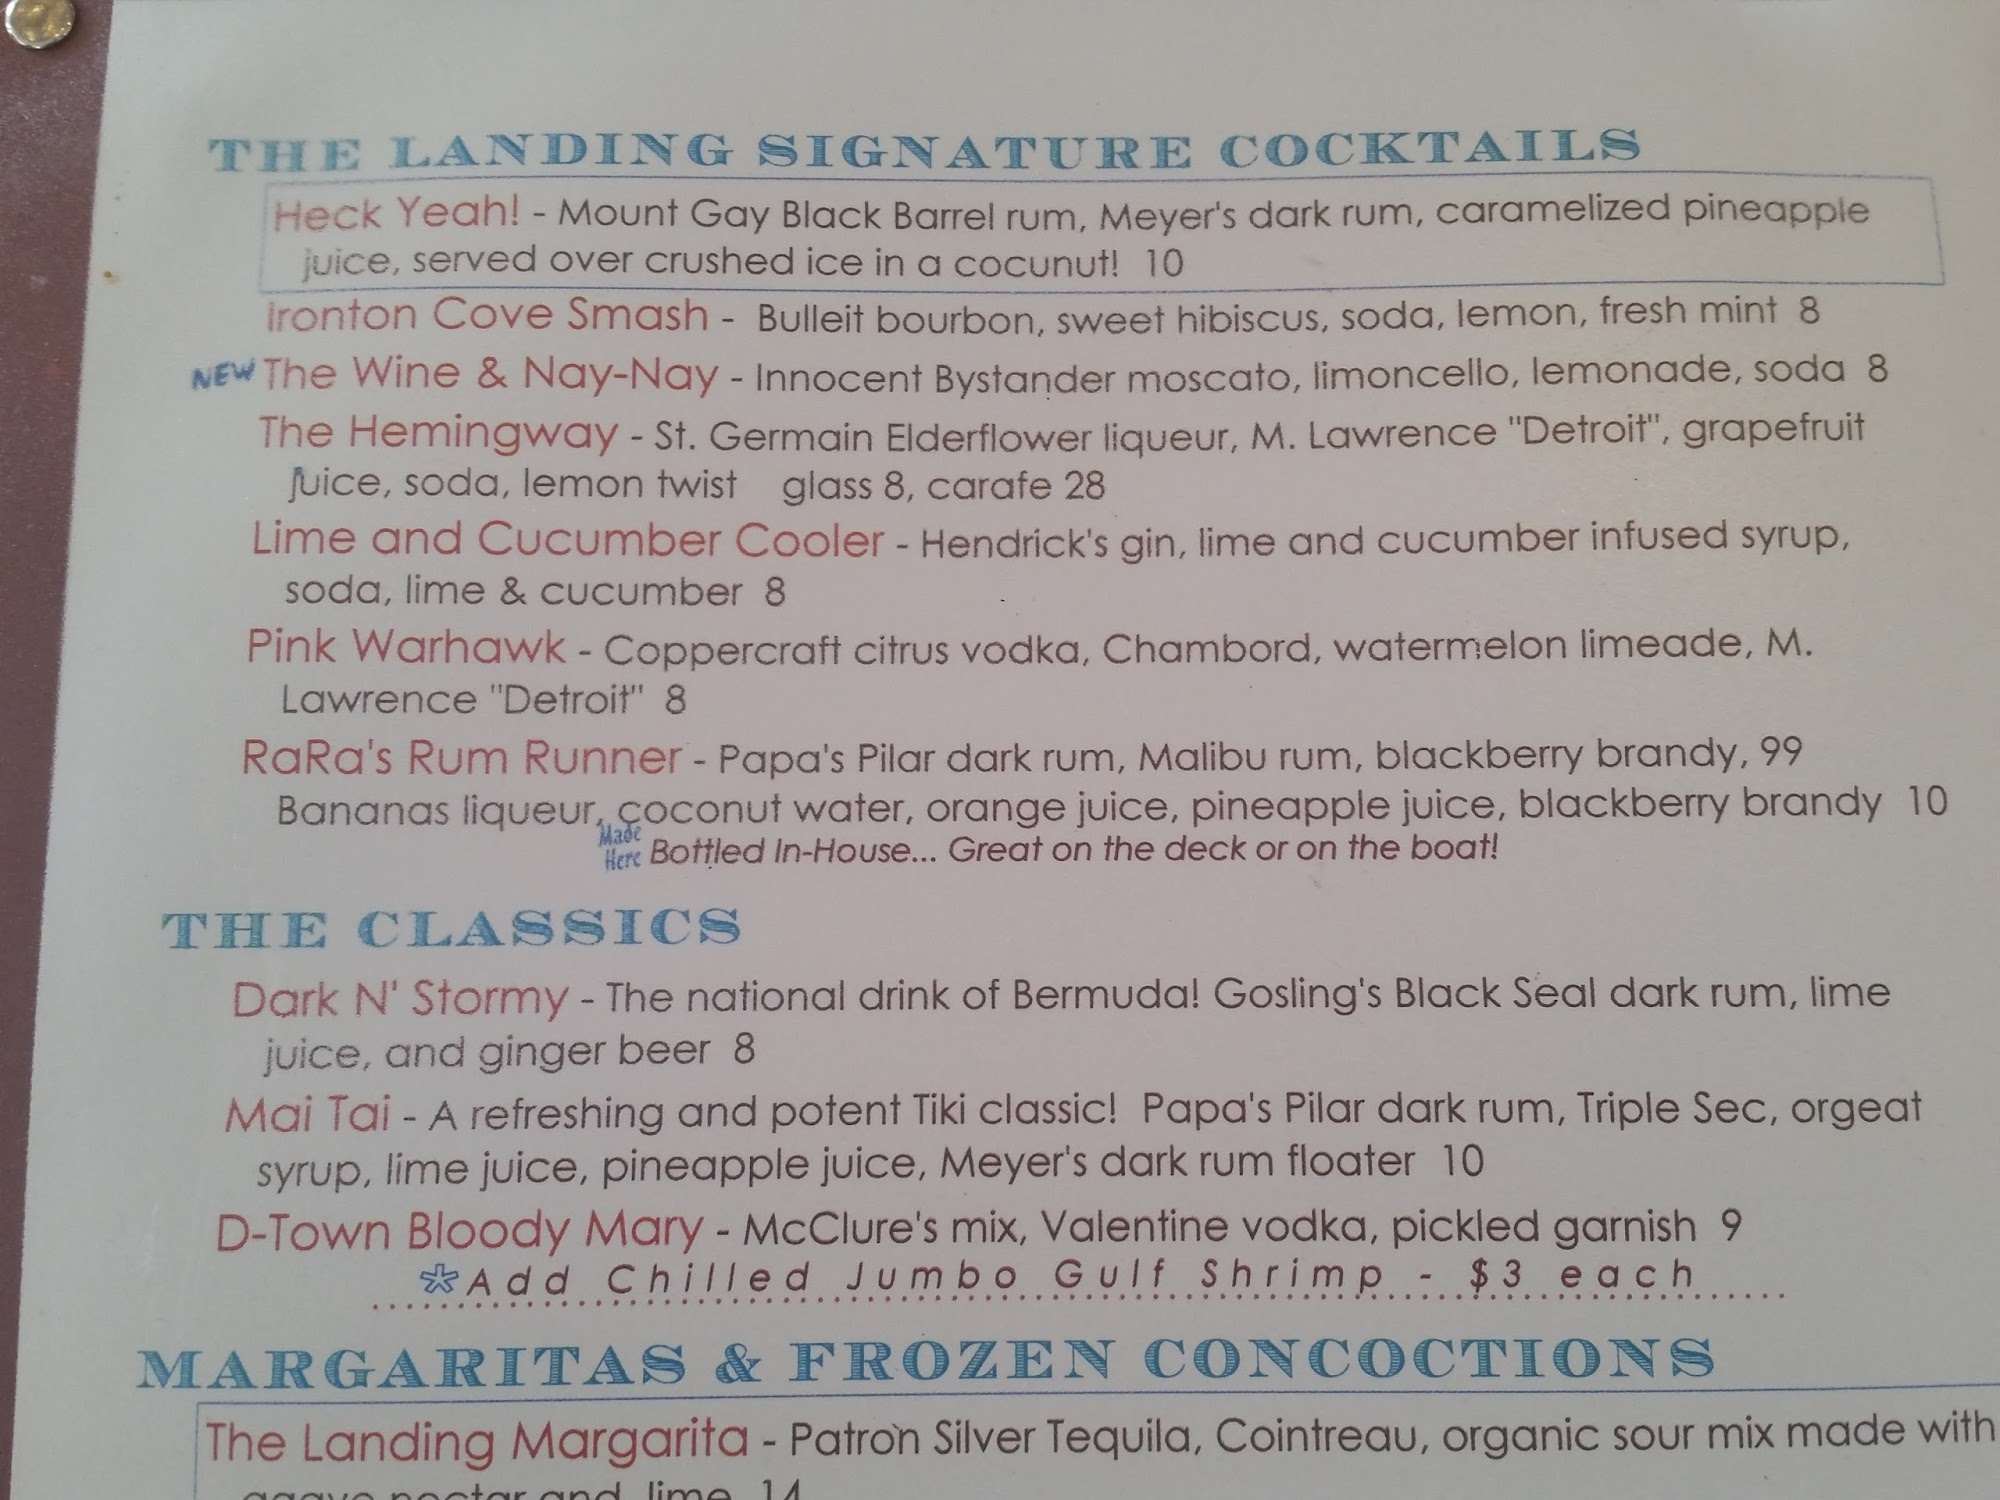 THE LANDING SIGNATURE COCKTAILS
Heck Yeah! - Mount Gay Black Barrel rum, Meyer's dark rum, caramelized pineapple
juice, served over crushed ice in a cocunut! 10
Ironton Cove Smash - Bulleit bourbon, sweet hibiscus, soda, lemon, fresh mint 8
NEW The Wine & Nay-Nay - Innocent Bystander moscato, limoncello, lemonade, soda 8
The Hemingway - St. Germain Elderflower liqueur, M. Lawrence "Detroit", grapefruit
juice, soda, lemon twist glass 8, carafe 28
Lime and Cucumber Cooler - Hendrick's gin, lime and cucumber infused syrup,
soda, lime & cucumber 8
Pink Warhawk - Coppercraft citrus vodka, Chambord, watermelon limeade, M.
Lawrence "Detroit" 8
RaRa's Rum Runner - Papa's Pilar dark rum, Malibu rum, blackberry brandy, 99
Bananas liqueur, coconut water, orange juice, pineapple juice, blackberry brandy 10
Made
Here Bottled In-House... Great on the deck or on the boat!
THE CLASSICS
Dark N' Stormy - The national drink of Bermuda! Gosling's Black Seal dark rum, lime
juice, and ginger beer 8
Mai Tai - A refreshing and potent Tiki classic! Papa's Pilar dark rum, Triple Sec, orgeat
syrup, lime juice, pineapple juice, Meyer's dark rum floater 10
D-Town Bloody Mary - McClure's mix, Valentine vodka, pickled garnish 9
*Add Chilled Jumbo Gulf Shrimp - $3 each
MARGARITAS & FROZEN CONCOCTIONS
The Landing Margarita - Patron Silver Tequila, Cointreau, organic sour mix made with
agave nectar and lime 14